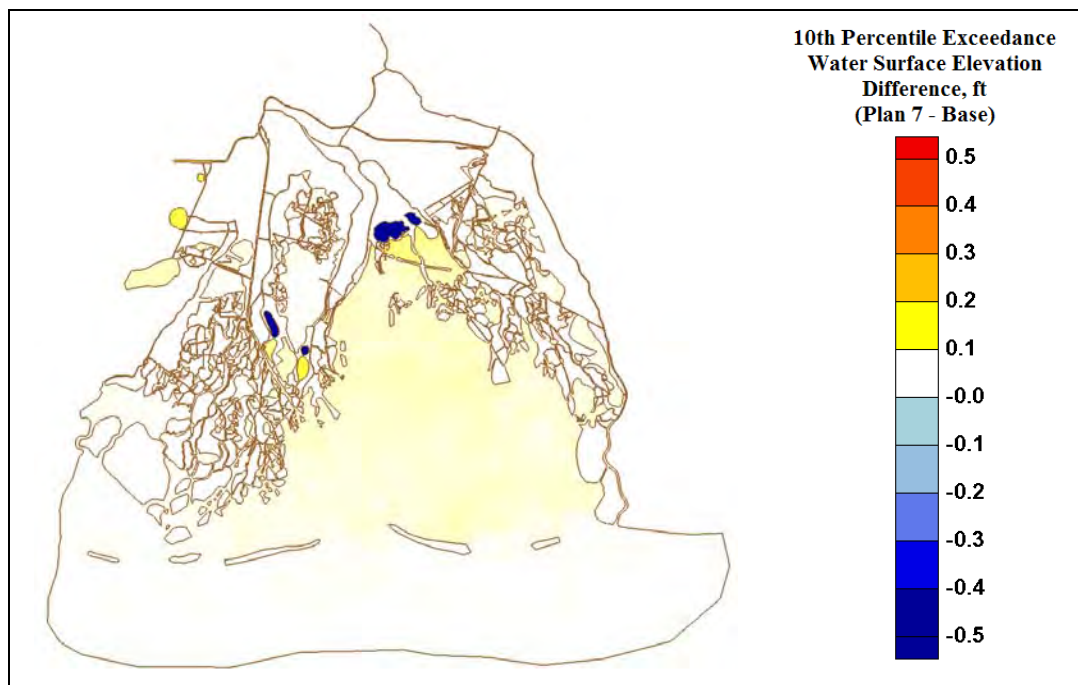 10th Percentile Exceedance
Water Surface Elevation
Difference, ft
(Plan 7 - Base)
0.5
0.4
0.3
0.2
0.1
-0.0
-0.1
-0.2
-0.3
-0.4
-0.5